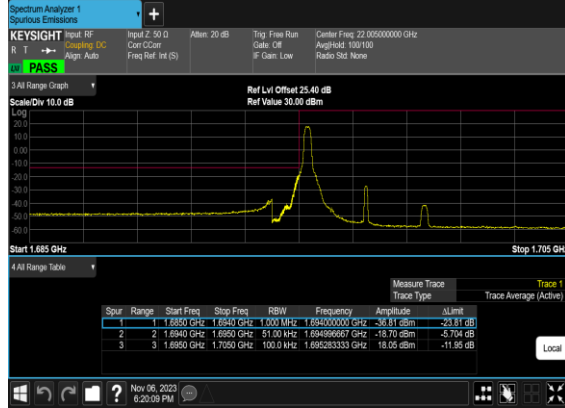 Spectrum Analyzer 1
Spurious Emissions
+
KEYSIGHT Input: RF Input Z: 50 Ω Atten: 20 dB Trig: Free Run Center Freq: 22.005000000 GHz
R T Coupling: DC Corr CCorr Gate: Off Avg|Hold: 100/100
Align: Auto Freq Ref: Int (S) IF Gain: Low Radio Std: None
PASS
3 All Range Graph
Ref Lvl Offset 25.40 dB
Scale/Div 10.0 dB Ref Value 30.00 dBm
Log
20.0
10.0
0.00
-10.0
-20.0
-30.0
-40.0
-50.0
-60.0
Start 1.685 GHz Stop 1.705 GH
4 All Range Table
Measure Trace Trace 1
Trace Type Trace Average (Active)
Spur Range Start Freq Stop Freq RBW Frequency Amplitude ΔLimit
1 1 1.6850 GHz 1.6940 GHz 1.000 MHz 1.694000000 GHz -36.81 dBm -23.81 dB
2 2 1.6940 GHz 1.6950 GHz 51.00 kHz 1.694996667 GHz -18.70 dBm -5.704 dB
3 3 1.6950 GHz 1.7050 GHz 100.0 kHz 1.695283333 GHz 18.05 dBm -11.95 dB
Local
? Nov 06, 2023
6:20:09 PM